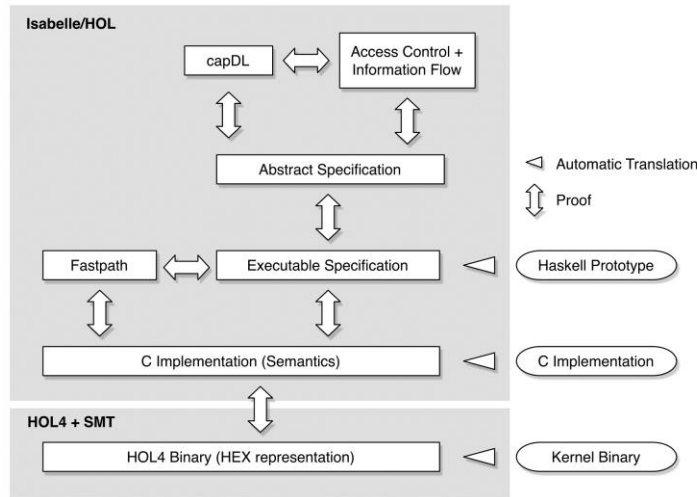 Isabelle/HOL
capDL
Access Control +
Information Flow
Abstract Specification
Automatic Translation
Proof
Fastpath
Executable Specification
Haskell Prototype
C Implementation (Semantics)
C Implementation
HOL4 + SMT
HOL4 Binary (HEX representation)
Kernel Binary